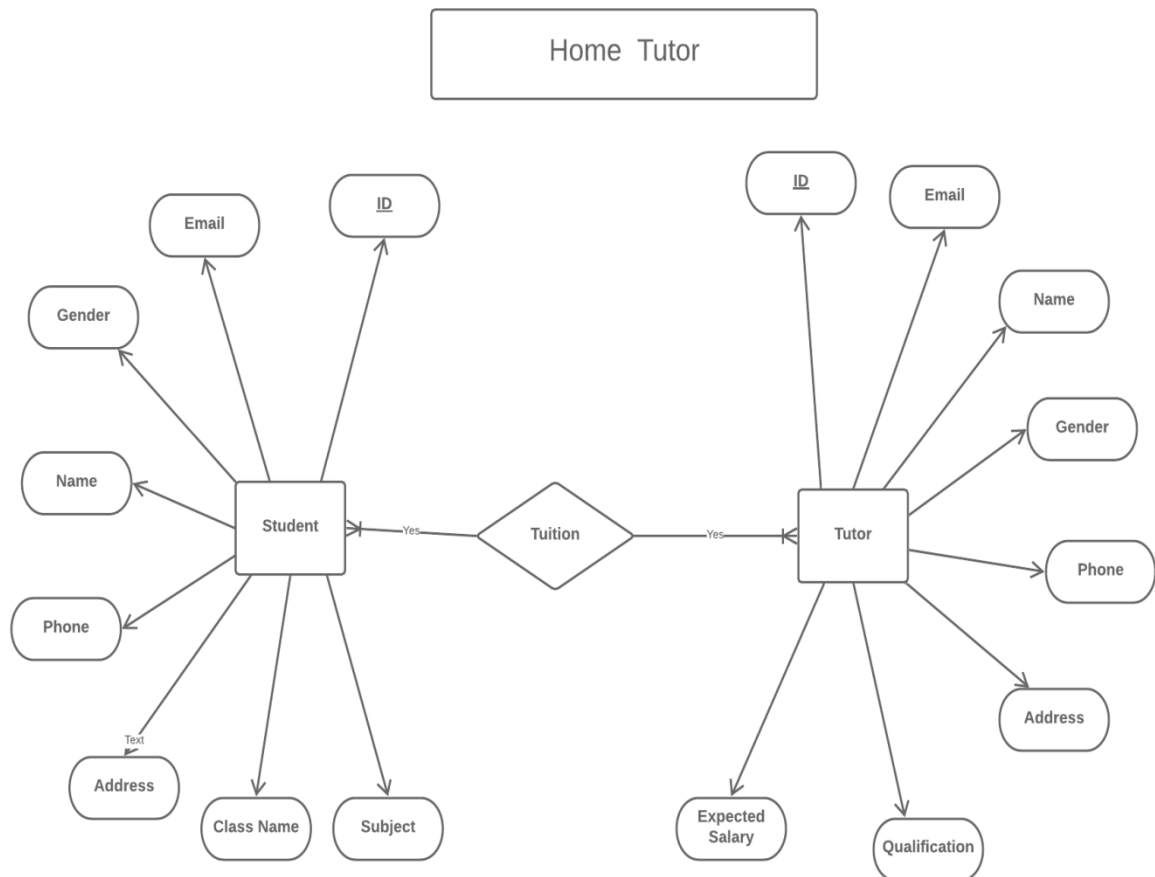 Home Tutor
ID
Email
ID
Email
Gender
Name
Name
Gender
Student
Yes
Tuition
Yes
Tutor
Phone
Phone
Address
Text
Address
Class Name
Subject
Expected
Salary
Qualification